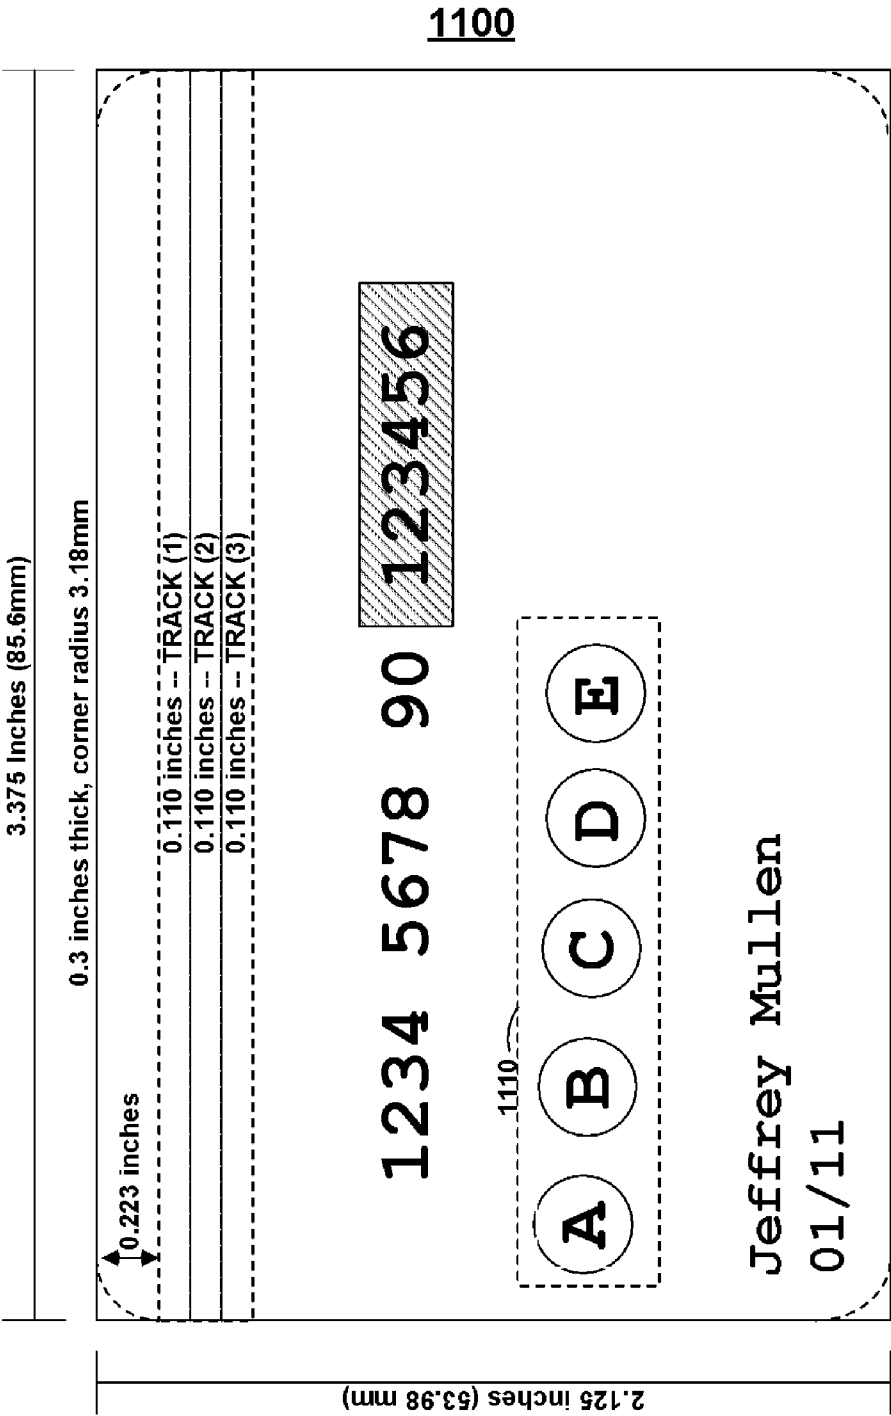 1100
3.375 Inches (85.6mm)
0.3 inches thick, corner radius 3.18mm
0.223 inches
0.110 inches -- TRACK (1)
0.110 inches -- TRACK (2)
0.110 inches -- TRACK (3)
1234 5678 90 123456
1110
A B C D E
Jeffrey Mullen
01/11
2.125 inches (53.98 mm)